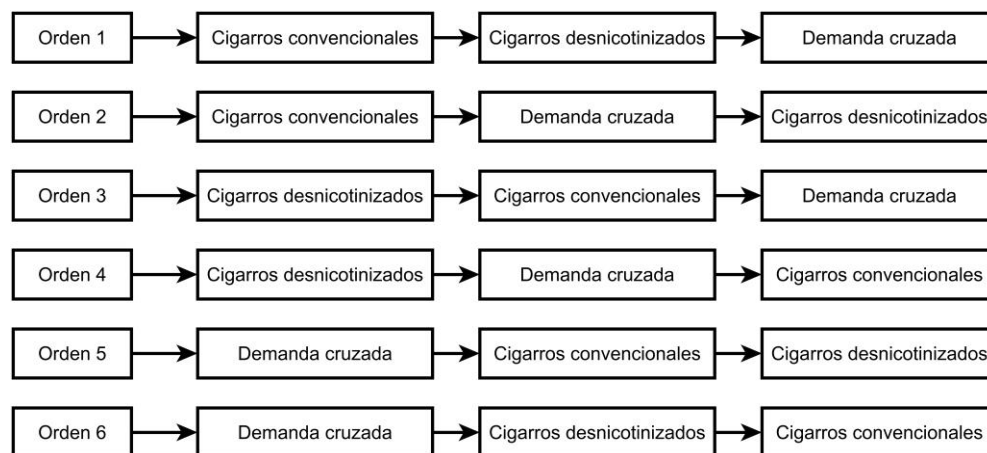 Orden 1 Cigarros convencionales Cigarros desnicotinizados Demanda cruzada
Orden 2 Cigarros convencionales Demanda cruzada Cigarros desnicotinizados
Orden 3 Cigarros desnicotinizados Cigarros convencionales Demanda cruzada
Orden 4 Cigarros desnicotinizados Demanda cruzada Cigarros convencionales
Orden 5 Demanda cruzada Cigarros convencionales Cigarros desnicotinizados
Orden 6 Demanda cruzada Cigarros desnicotinizados Cigarros convencionales